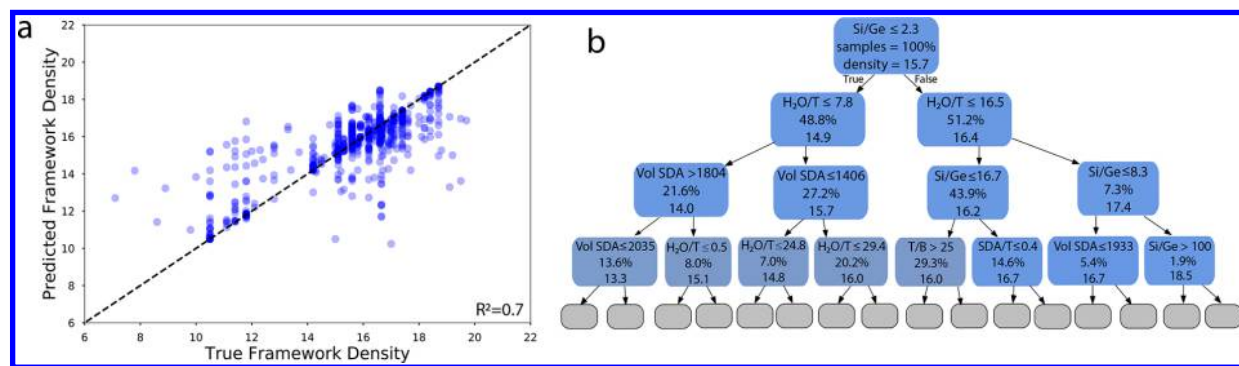 a
22
20
18
16
14
12
10
8
6
6 8 10 12 14 16 18 20 22
Predicted Framework Density
True Framework Density
R²=0.7
b
Si/Ge ≤ 2.3
samples = 100%
density = 15.7
True
False
H₂O/T ≤ 7.8
48.8%
14.9
H₂O/T ≤ 16.5
51.2%
16.4
Vol SDA >1804
21.6%
14.0
Vol SDA≤1406
27.2%
15.7
Si/Ge≤16.7
43.9%
16.2
Si/Ge≤8.3
7.3%
17.4
Vol SDA≤2035
13.6%
13.3
H₂O/T ≤ 0.5
8.0%
15.1
H₂O/T ≤24.8
7.0%
14.8
H₂O/T ≤ 29.4
20.2%
16.0
T/B > 25
29.3%
16.0
SDA/T≤0.4
14.6%
16.7
Vol SDA≤1933
5.4%
16.7
Si/Ge > 100
1.9%
18.5